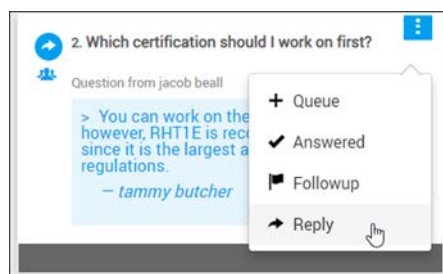 2. Which certification should I work on first?
Question from jacob beall
> You can work on the
however, RHT1E is
since it is the largest
regulations.
— tammy butcher
+ Queue
Answered
Followup
Reply